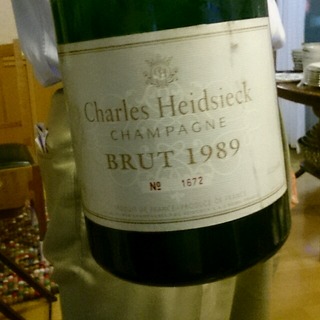 Charles Heidsieck
CHAMPAGNE
BRUT 1989
Nº 1672